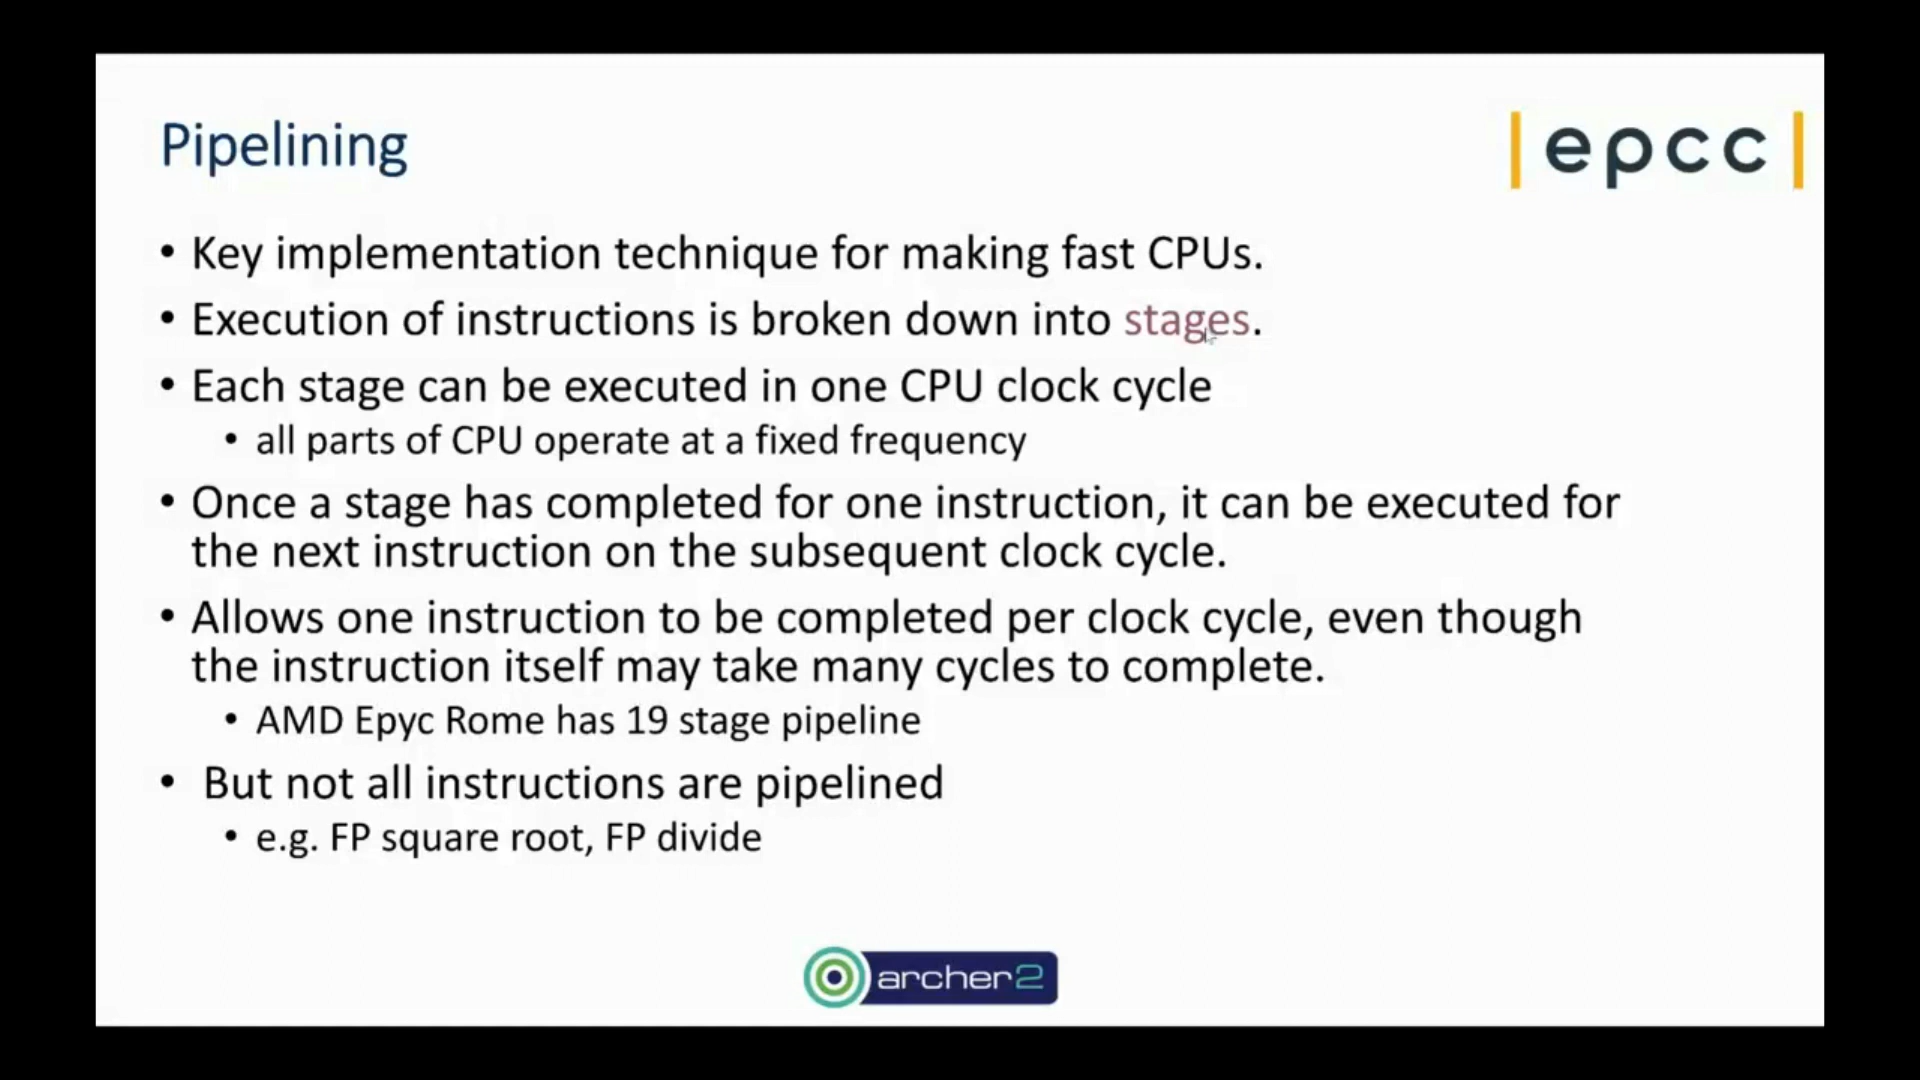 Pipelining
|epcc|
• Key implementation technique for making fast CPUs.
• Execution of instructions is broken down into stages.
• Each stage can be executed in one CPU clock cycle
• all parts of CPU operate at a fixed frequency
• Once a stage has completed for one instruction, it can be executed for
the next instruction on the subsequent clock cycle.
• Allows one instruction to be completed per clock cycle, even though
the instruction itself may take many cycles to complete.
• AMD Epyc Rome has 19 stage pipeline
• But not all instructions are pipelined
• e.g. FP square root, FP divide
archer2